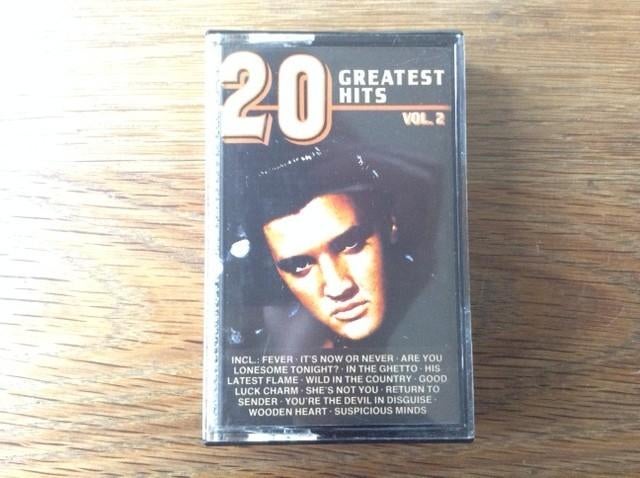 20 GREATEST
HITS
VOL. 2
INCL.: FEVER · IT'S NOW OR NEVER · ARE YOU
LONESOME TONIGHT? · IN THE GHETTO · HIS
LATEST FLAME · WILD IN THE COUNTRY · GOOD
LUCK CHARM · SHE'S NOT YOU · RETURN TO
SENDER · YOU'RE THE DEVIL IN DISGUISE ·
WOODEN HEART · SUSPICIOUS MINDS